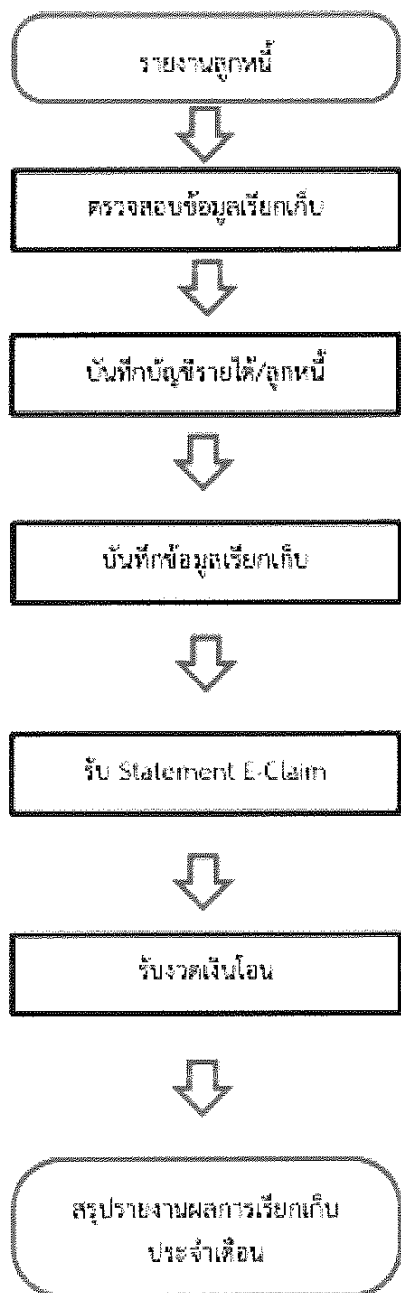 รายงานลูกหนี้
ตรวจสอบข้อมูลเรียกเก็บ
บันทึกบัญชีรายได้/ลูกหนี้
บันทึกข้อมูลเรียกเก็บ
รับ Statement E-Claim
รับงวดเงินโอน
สรุปรายงานผลการเรียกเก็บ
ประจำเดือน